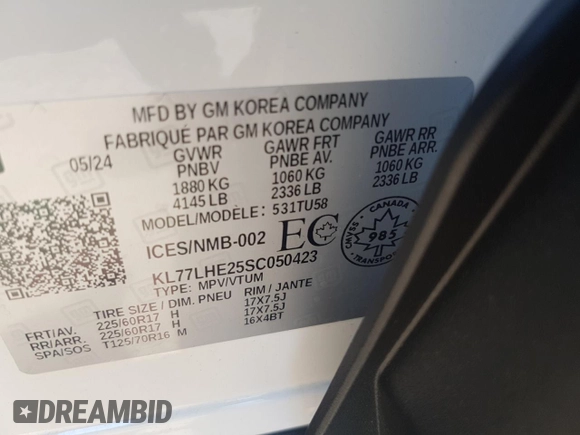 MFD BY GM KOREA COMPANY
FABRIQUÉ PAR GM KOREA COMPANY
05/24 GVWR GAWR FRT GAWR RR
PNBV PNBE AV. PNBE ARR.
1880 KG 1060 KG 1060 KG
4145 LB 2336 LB 2336 LB
MODEL/MODÈLE: 531TU58
ICES/NMB-002 EC CANADA 985 CMVSS NSVAC
KL77LHE25SC050423
TYPE: MPV/VTUM
TIRE SIZE / DIM. PNEU RIM / JANTE
FRT/AV. 225/60R17 H 17X7.5J
RR/ARR. 225/60R17 H 17X7.5J
SPA/SOS T125/70R16 M 16X4BT
DREAMBID